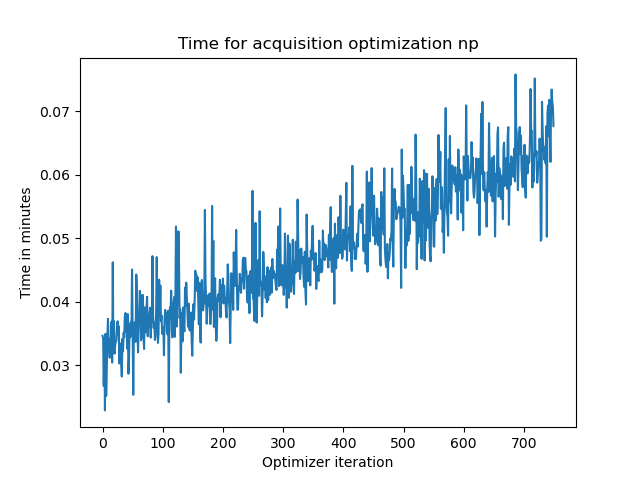 Time for acquisition optimization np
Time in minutes
0.07
0.06
0.05
0.04
0.03
0 100 200 300 400 500 600 700
Optimizer iteration